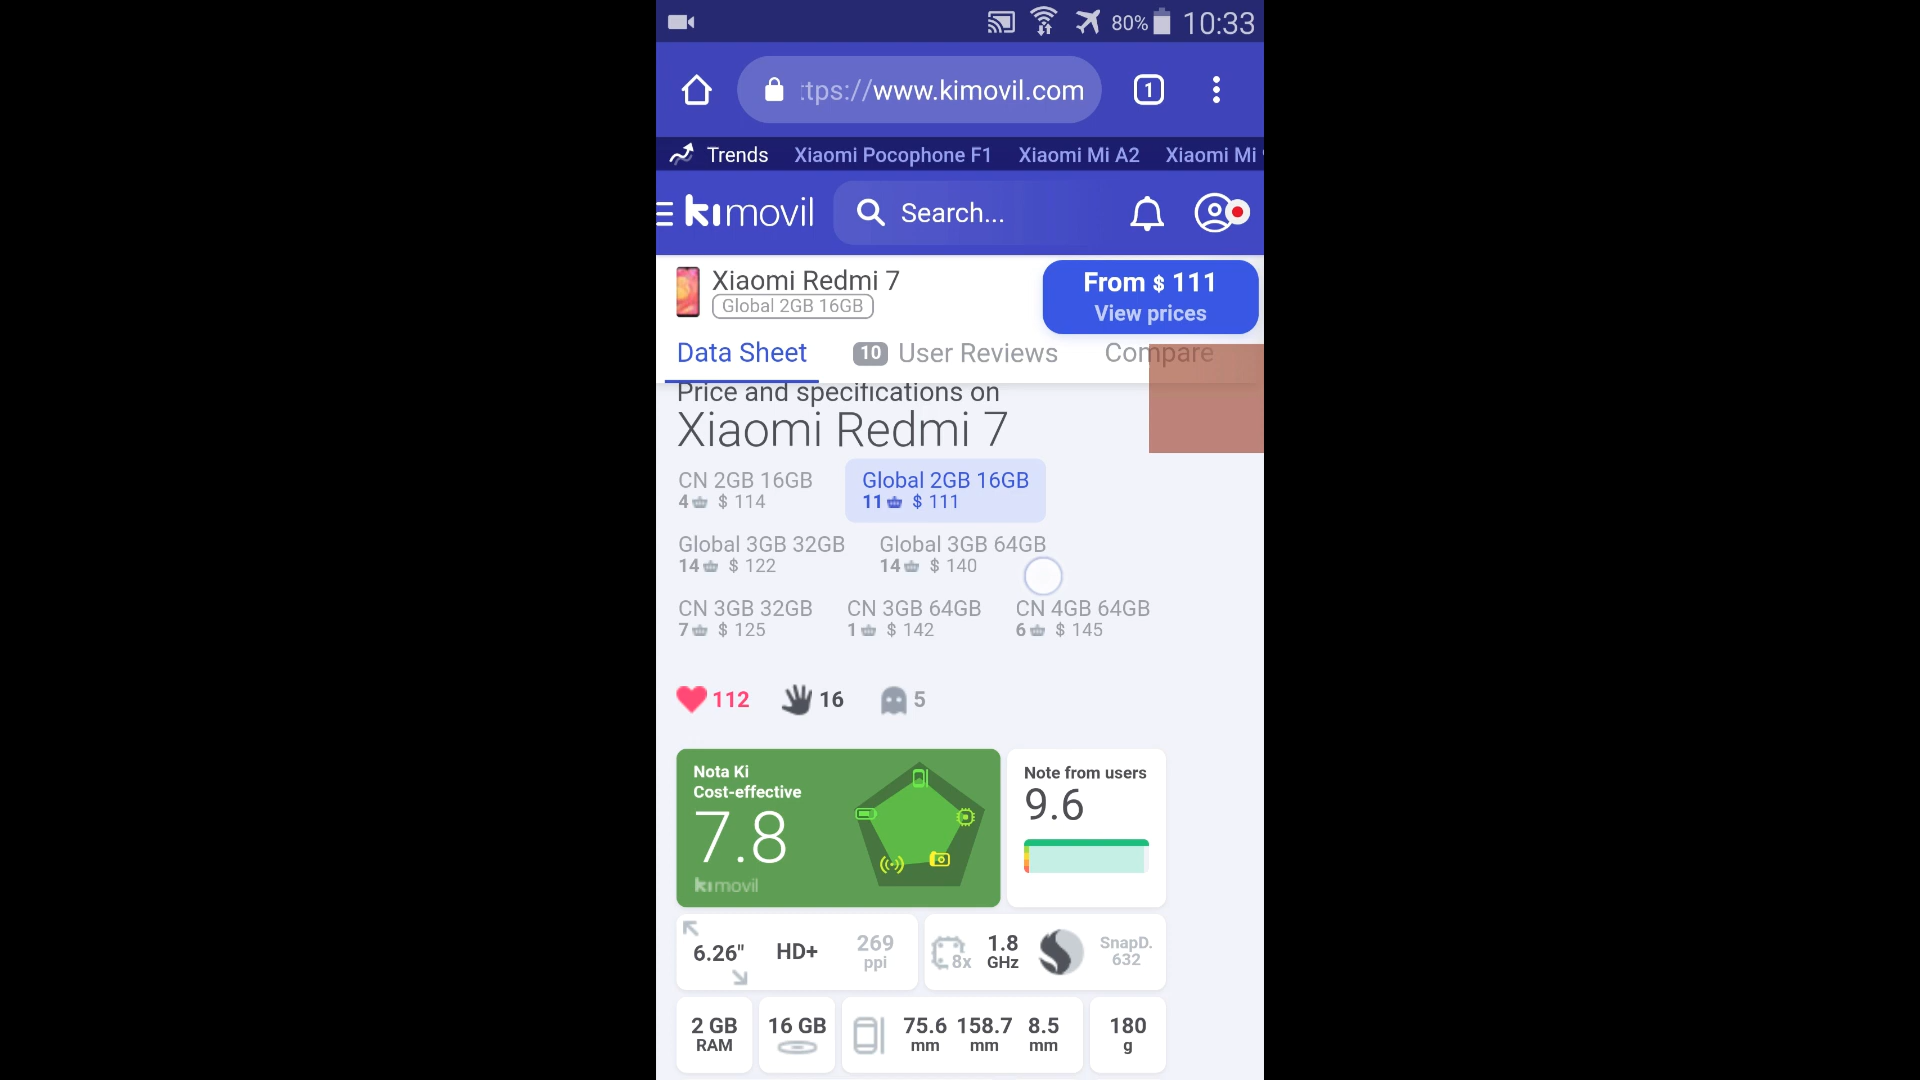 80% 10:33
:tps://www.kimovil.com 1
Trends Xiaomi Pocophone F1 Xiaomi Mi A2 Xiaomi Mi
kimovil Search...
Xiaomi Redmi 7
Global 2GB 16GB
From $ 111
View prices
Data Sheet 10 User Reviews Compare
Price and specifications on
Xiaomi Redmi 7
CN 2GB 16GB Global 2GB 16GB
4 $ 114 11 $ 111
Global 3GB 32GB Global 3GB 64GB
14 $ 122 14 $ 140
CN 3GB 32GB CN 3GB 64GB CN 4GB 64GB
7 $ 125 1 $ 142 6 $ 145
112 16 5
Nota Ki
Cost-effective
7.8
kimovil
Note from users
9.6
6.26" HD+ 269
ppi
8x 1.8
GHz
SnapD.
632
2 GB
RAM
16 GB
75.6 158.7 8.5
mm mm mm
180
g